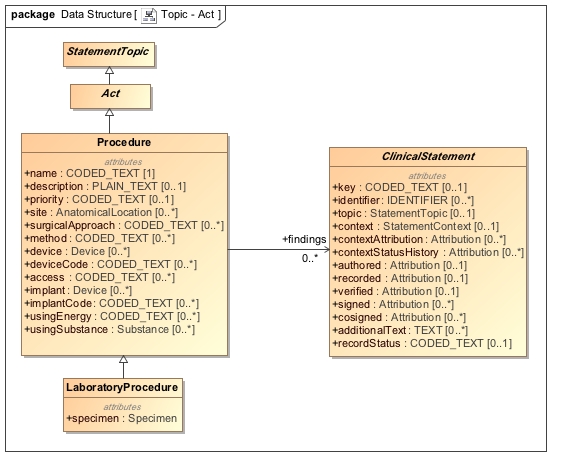 package Data Structure [ Topic - Act ]
StatementTopic
Act
Procedure
attributes
+name : CODED_TEXT [1]
+description : PLAIN_TEXT [0..1]
+priority : CODED_TEXT [0..1]
+site : AnatomicalLocation [0..*]
+surgicalApproach : CODED_TEXT [0..*]
+method : CODED_TEXT [0..*]
+device : Device [0..*]
+deviceCode : CODED_TEXT [0..*]
+access : CODED_TEXT [0..*]
+implant : Device [0..*]
+implantCode : CODED_TEXT [0..*]
+usingEnergy : CODED_TEXT [0..*]
+usingSubstance : Substance [0..*]
+findings
0..*
ClinicalStatement
attributes
+key : CODED_TEXT [0..1]
+identifier : IDENTIFIER [0..*]
+topic : StatementTopic [0..1]
+context : StatementContext [0..1]
+contextAttribution : Attribution [0..*]
+contextStatusHistory : Attribution [0..*]
+authored : Attribution [0..1]
+recorded : Attribution [0..1]
+verified : Attribution [0..1]
+signed : Attribution [0..*]
+cosigned : Attribution [0..*]
+additionalText : TEXT [0..*]
+recordStatus : CODED_TEXT [0..1]
LaboratoryProcedure
attributes
+specimen : Specimen